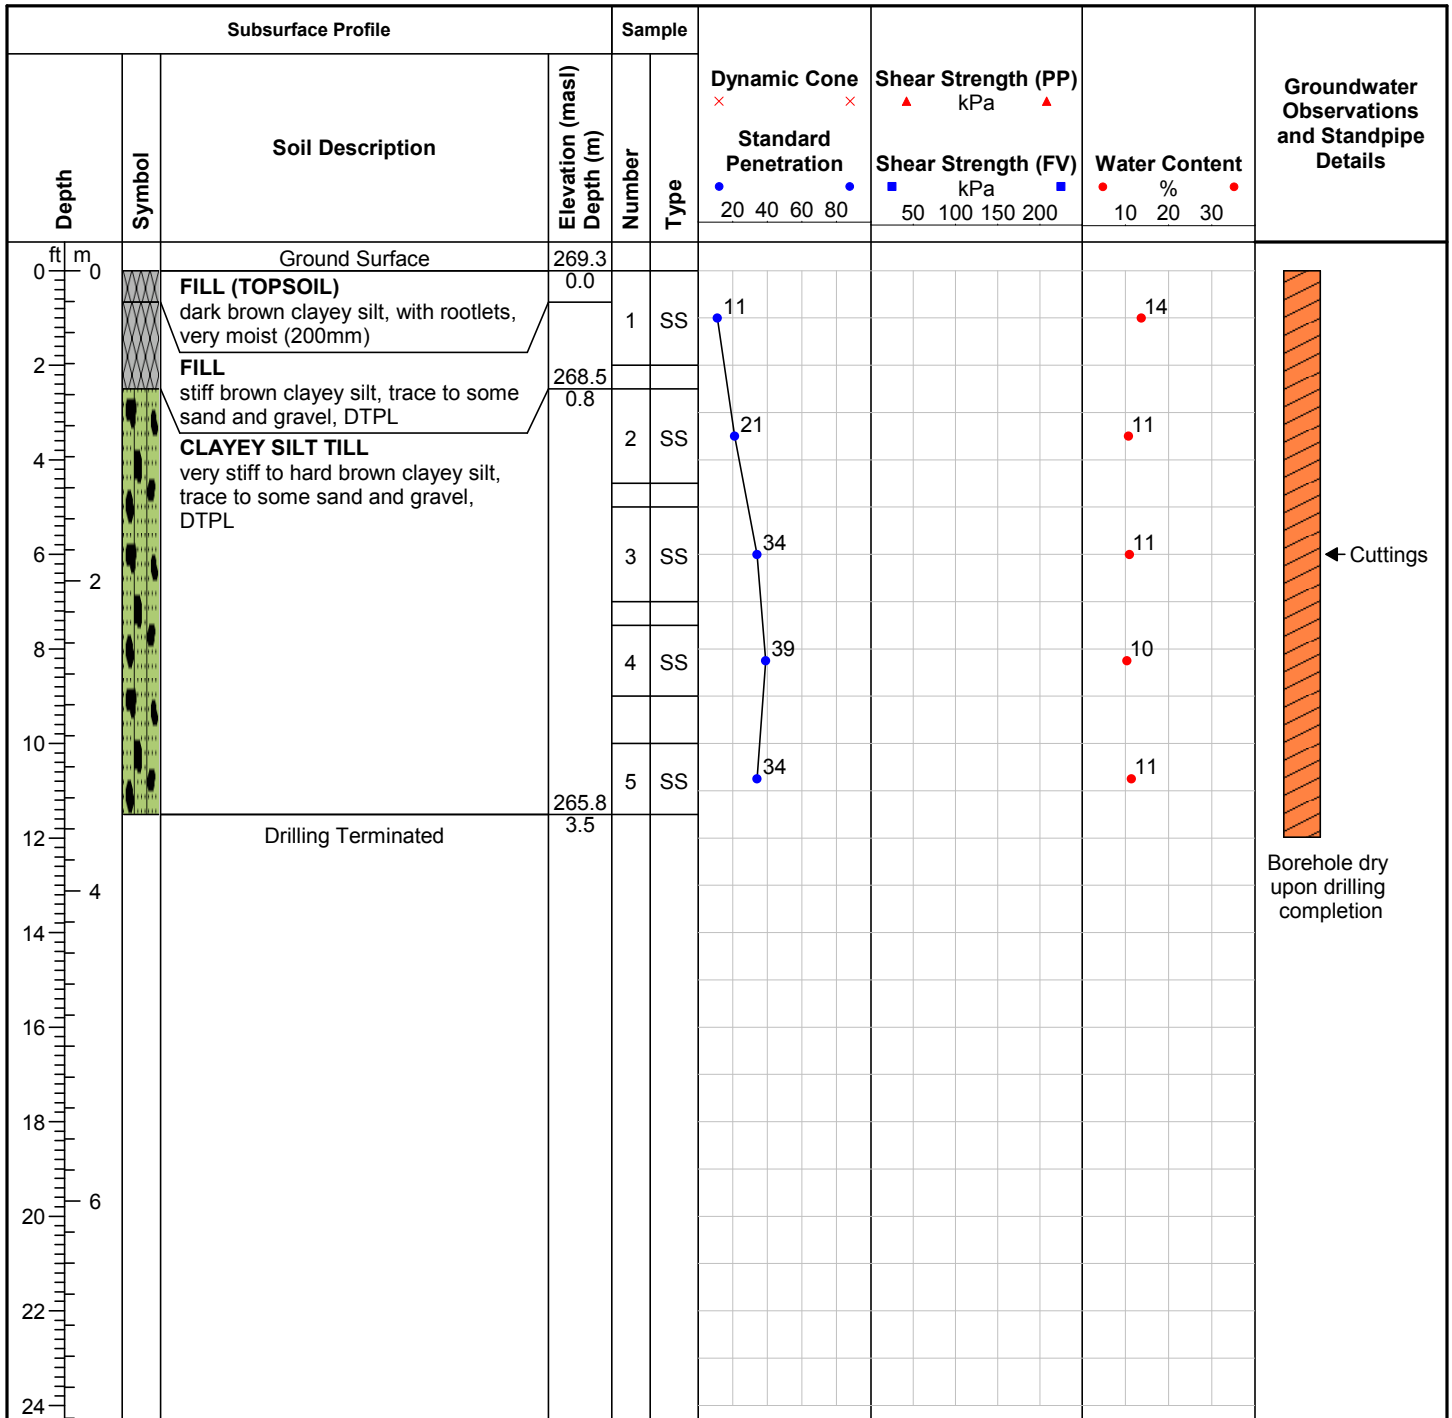 Subsurface Profile
Sample
Depth
Symbol
Soil Description
Elevation (masl)
Depth (m)
Number
Type
Dynamic Cone
Standard
Penetration
20 40 60 80
Shear Strength (PP)
kPa
Shear Strength (FV)
kPa
50 100 150 200
Water Content
%
10 20 30
Groundwater
Observations
and Standpipe
Details
ft m
0 0
2
4
6
2
8
10
12
4
14
16
18
6
20
22
24
Ground Surface
269.3
0.0
FILL (TOPSOIL)
dark brown clayey silt, with rootlets,
very moist (200mm)
FILL
stiff brown clayey silt, trace to some
sand and gravel, DTPL
268.5
0.8
CLAYEY SILT TILL
very stiff to hard brown clayey silt,
trace to some sand and gravel,
DTPL
265.8
3.5
Drilling Terminated
1 SS 11 14
2 SS 21 11
3 SS 34 11
4 SS 39 10
5 SS 34 11
Cuttings
Borehole dry
upon drilling
completion